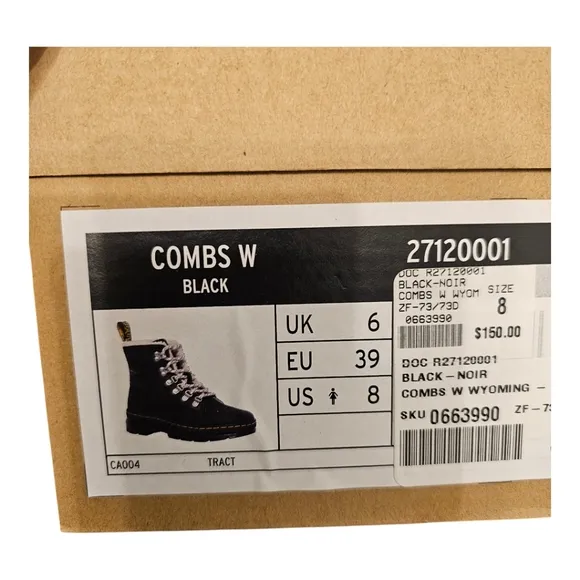 COMBS W
BLACK
27120001
UK 6
EU 39
US 8
CA004 TRACT
DOC R27120001
BLACK-NOIR
COMBS W WYOM SIZE
ZF-73/73D 8
0663990
$150.00
DOC R27120001
BLACK-NOIR
COMBS W WYOMING -
SKU 0663990 ZF-73